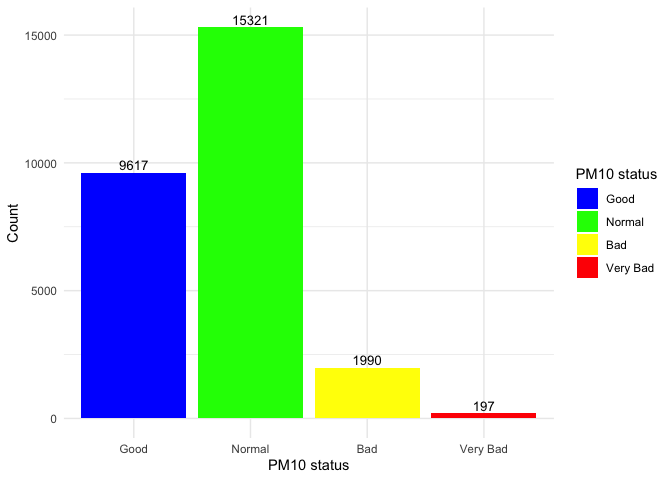 15321
15000
9617
10000
PM10 status
Good
Normal
Bad
Very Bad
Count
5000
1990
197
0
Good Normal Bad Very Bad
PM10 status